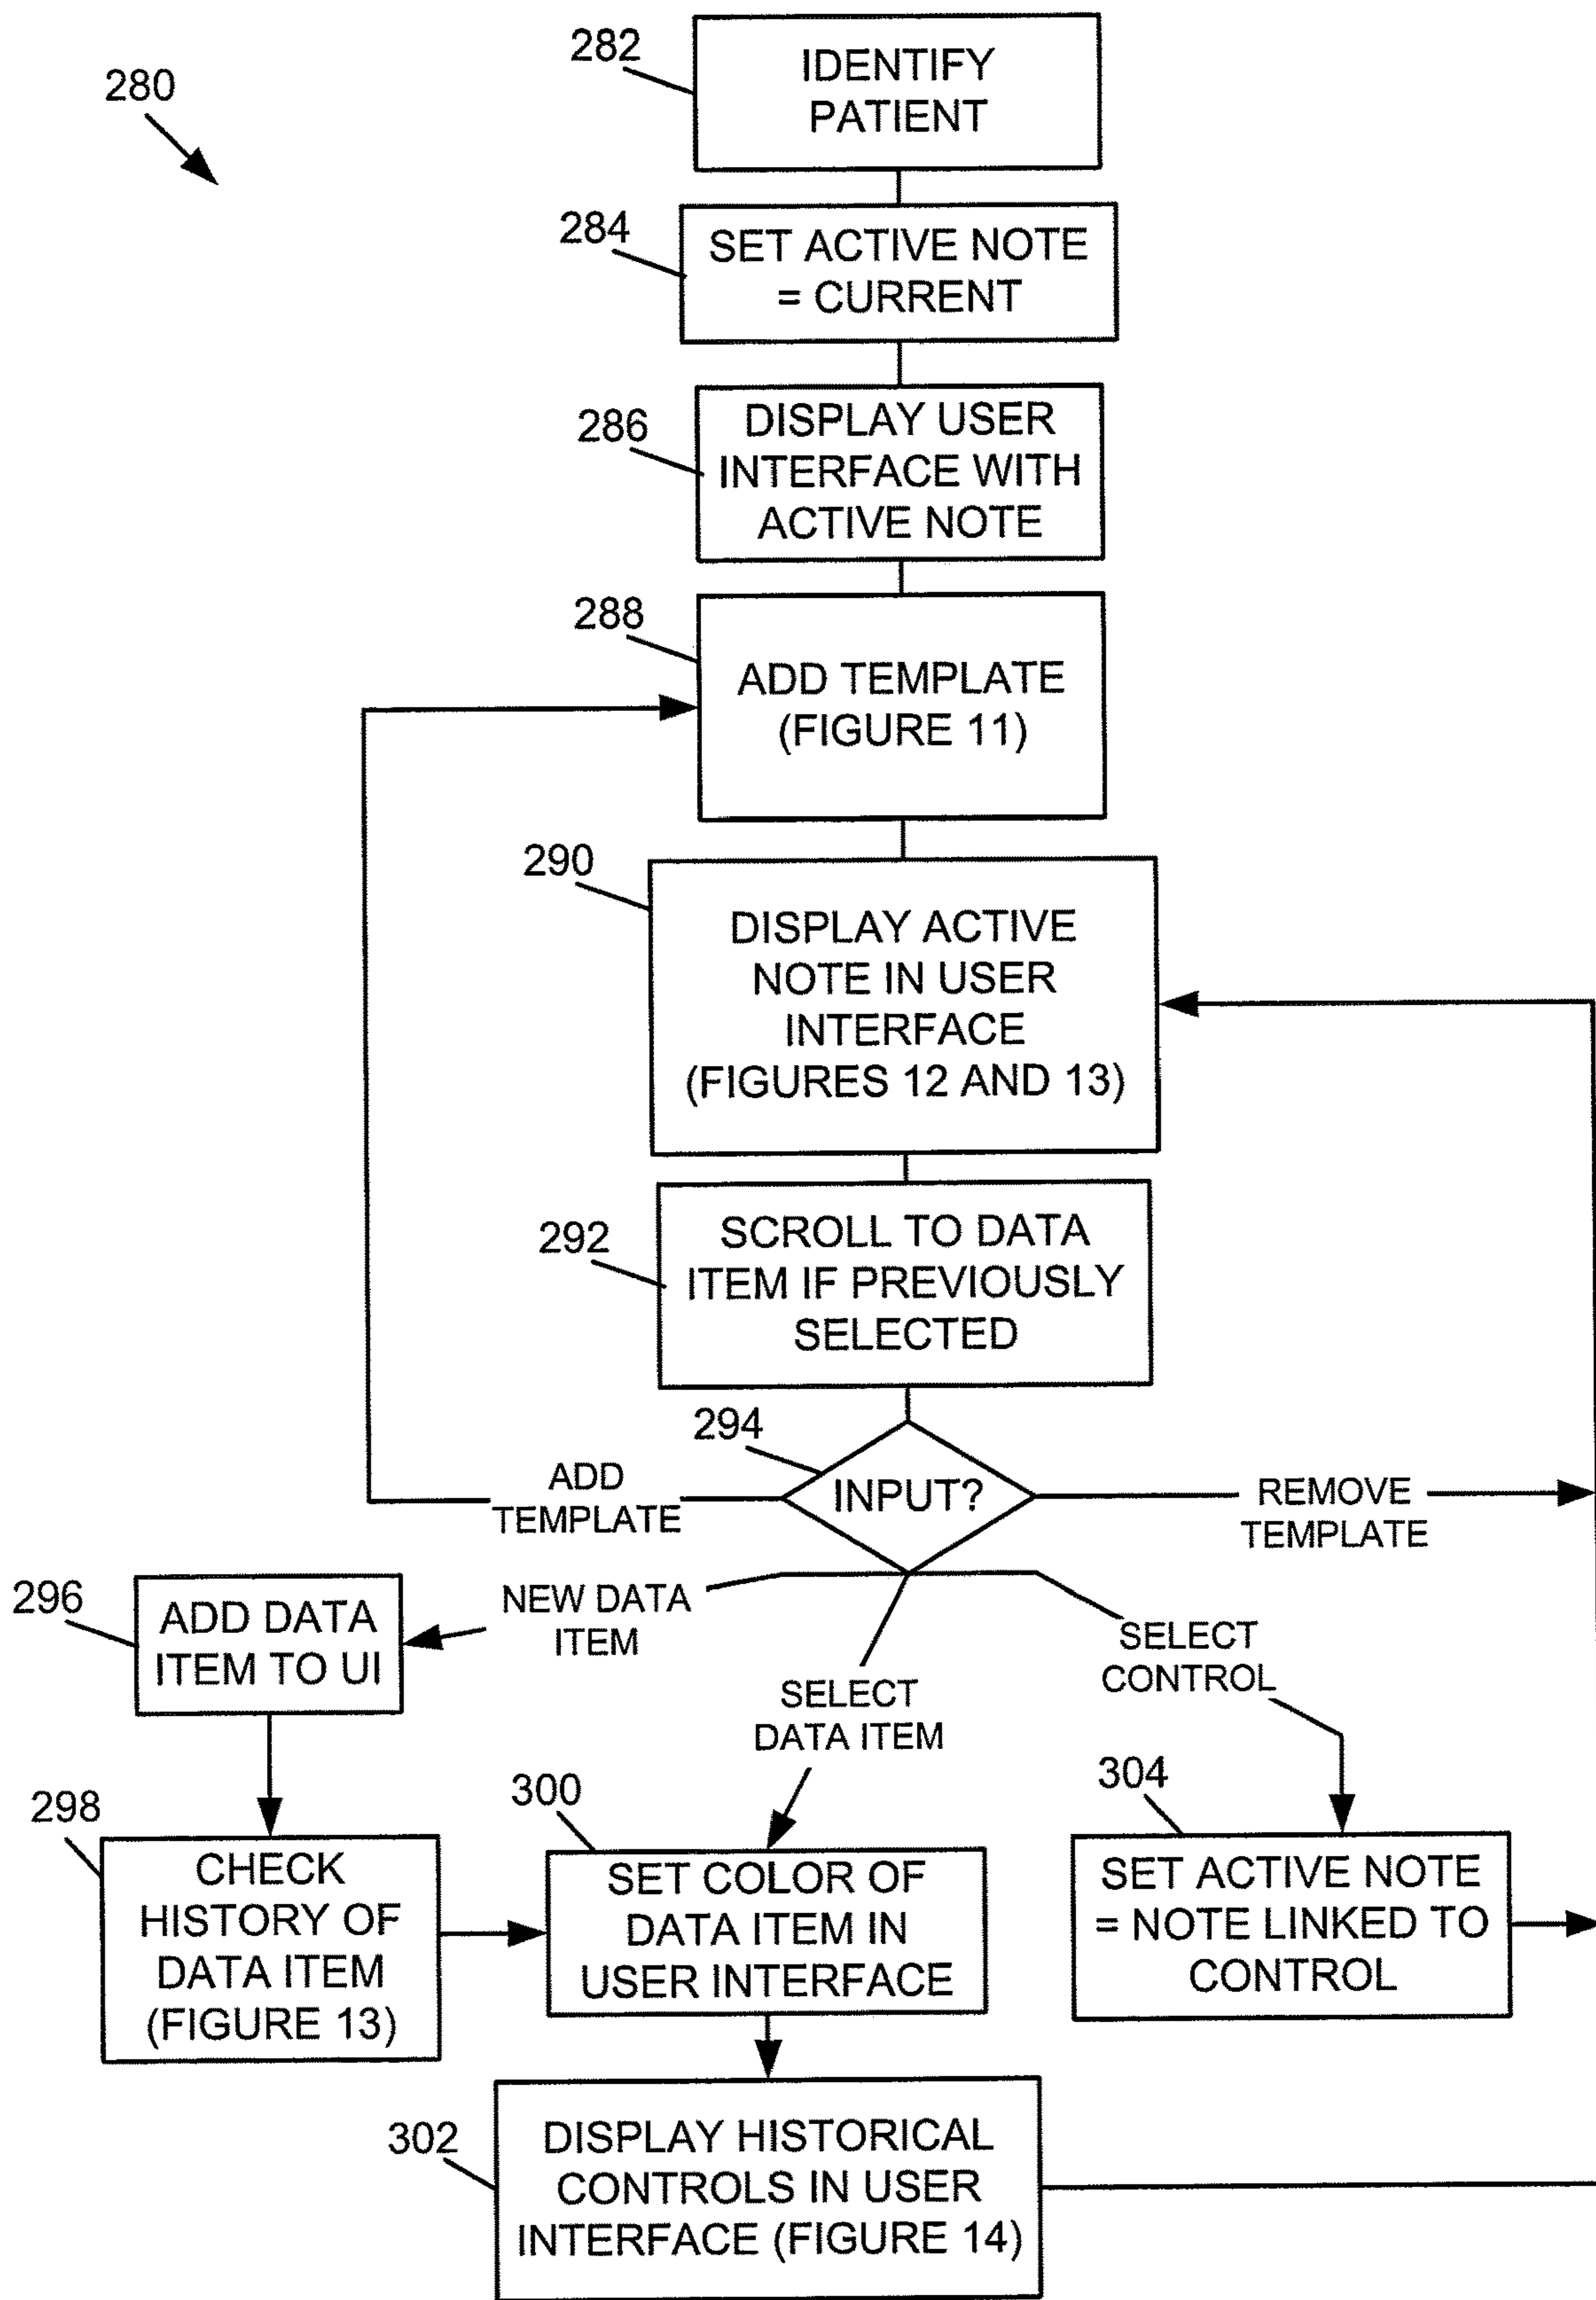 280
282
IDENTIFY
PATIENT
284
SET ACTIVE NOTE
= CURRENT
286
DISPLAY USER
INTERFACE WITH
ACTIVE NOTE
288
ADD TEMPLATE
(FIGURE 11)
290
DISPLAY ACTIVE
NOTE IN USER
INTERFACE
(FIGURES 12 AND 13)
292
SCROLL TO DATA
ITEM IF PREVIOUSLY
SELECTED
294
INPUT?
ADD
TEMPLATE
REMOVE
TEMPLATE
NEW DATA
ITEM
SELECT
DATA ITEM
SELECT
CONTROL
296
ADD DATA
ITEM TO UI
298
CHECK
HISTORY OF
DATA ITEM
(FIGURE 13)
300
SET COLOR OF
DATA ITEM IN
USER INTERFACE
304
SET ACTIVE NOTE
= NOTE LINKED TO
CONTROL
302
DISPLAY HISTORICAL
CONTROLS IN USER
INTERFACE (FIGURE 14)